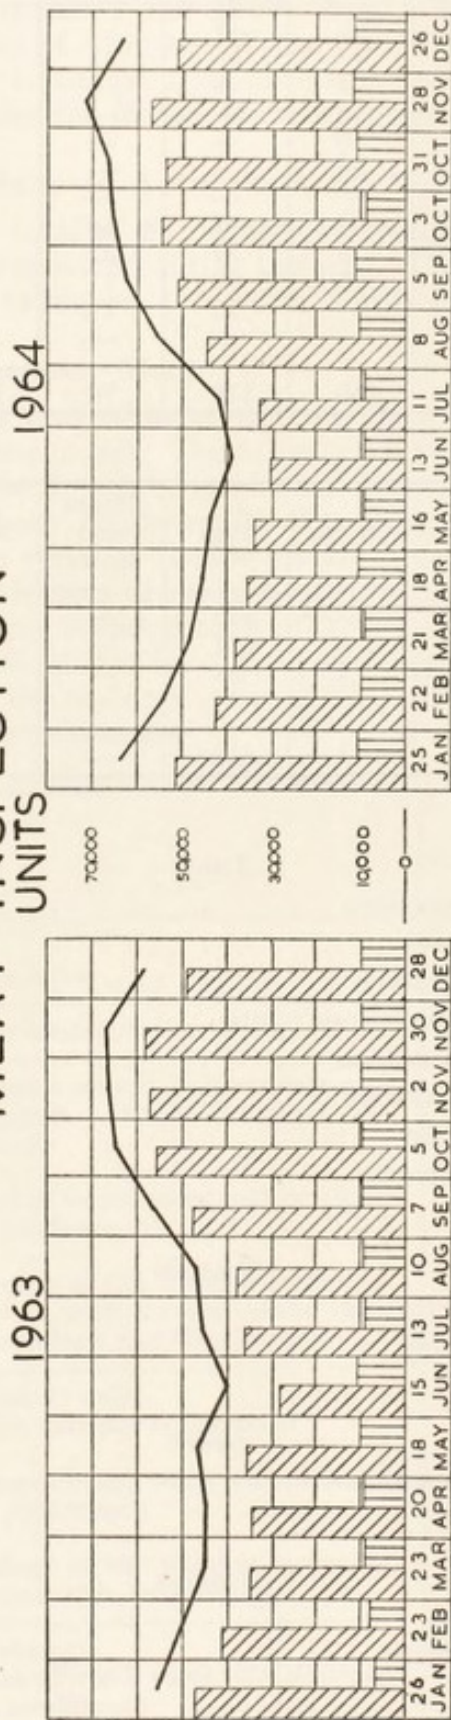 MEAT INSPECTION
1963 UNITS 1964
70,000
50,000
30,000
10,000
0
26 23 23 20 18 15 13 10 7 5 2 30 28
JAN FEB MAR APR MAY JUN JUL AUG SEP OCT NOV NOV DEC
25 22 21 18 16 13 11 8 5 3 31 28 26
JAN FEB MAR APR MAY JUN JUL AUG SEP OCT OCT NOV DEC